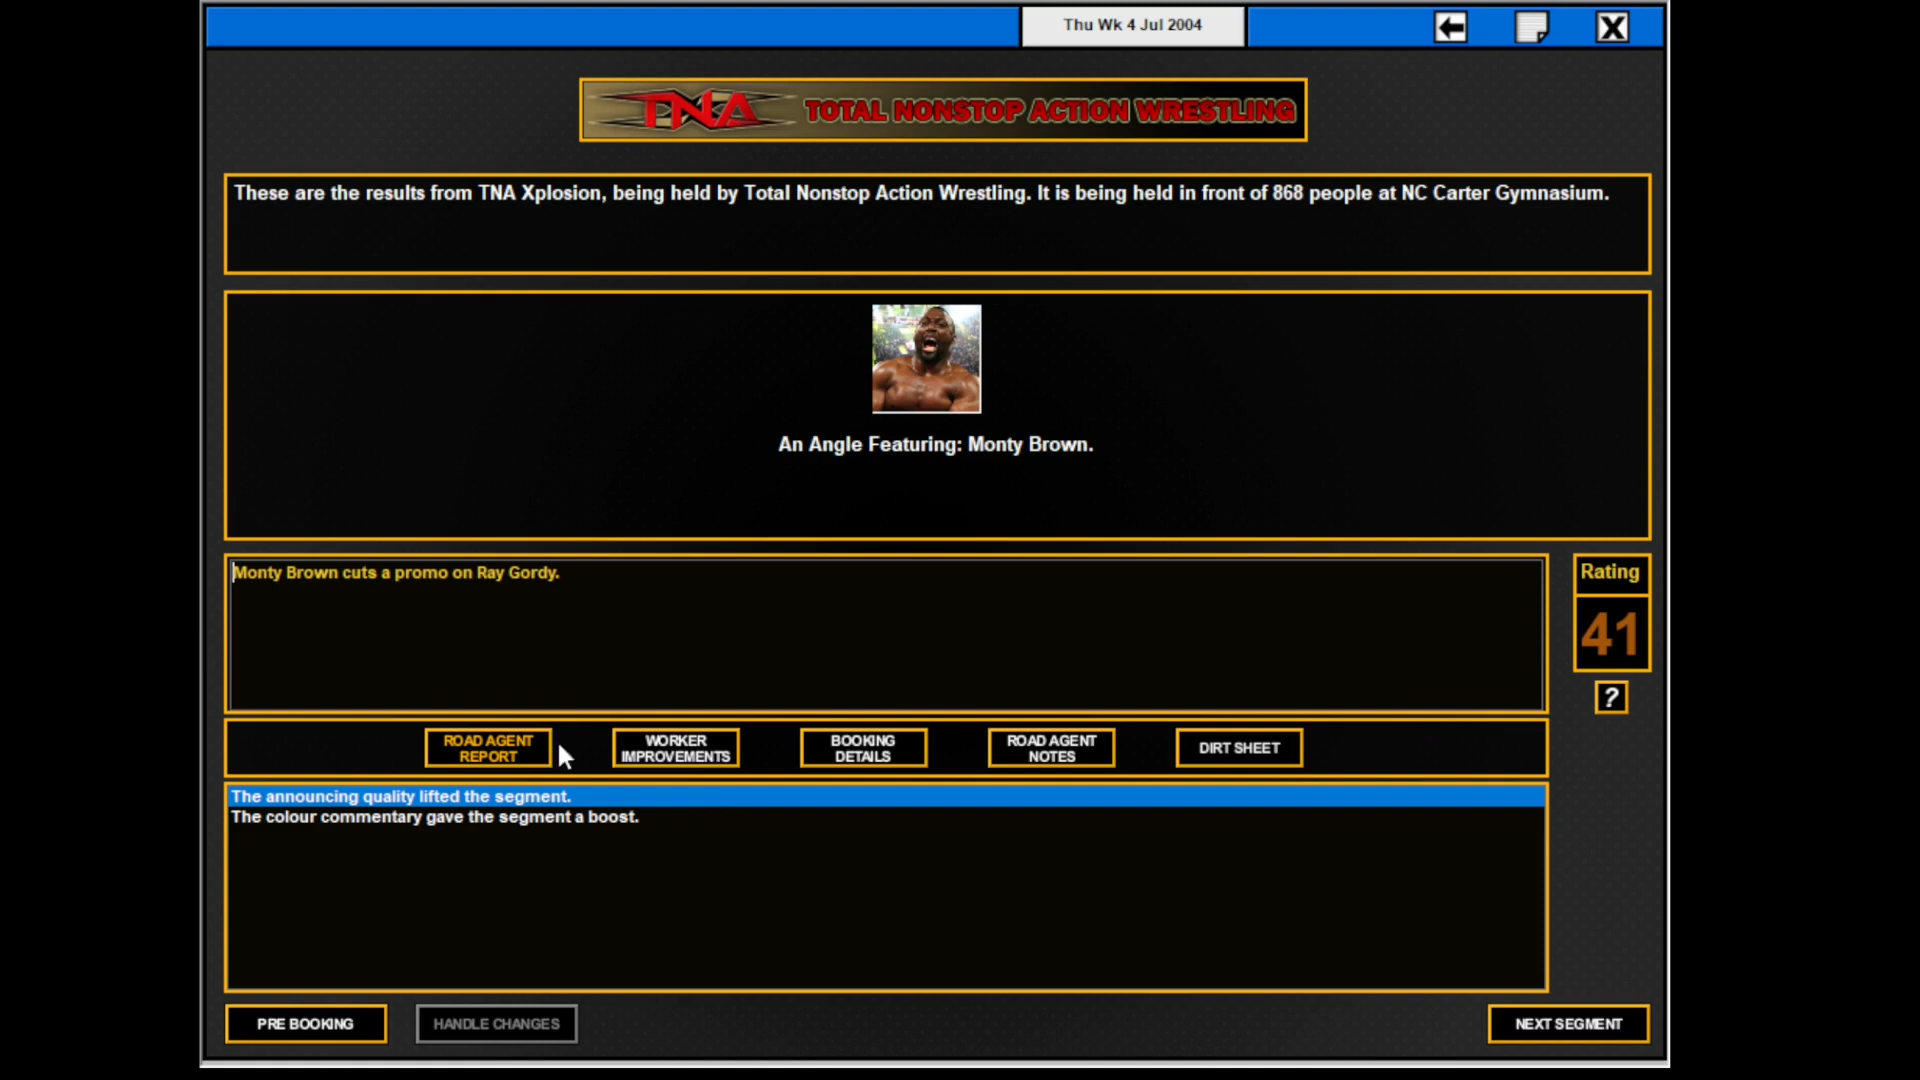 Thu Wk 4 Jul 2004
TNA TOTAL NONSTOP ACTION WRESTLING
These are the results from TNA Xplosion, being held by Total Nonstop Action Wrestling. It is being held in front of 868 people at NC Carter Gymnasium.
An Angle Featuring: Monty Brown.
Monty Brown cuts a promo on Ray Gordy.
Rating
41
?
ROAD AGENT
REPORT
WORKER
IMPROVEMENTS
BOOKING
DETAILS
ROAD AGENT
NOTES
DIRT SHEET
The announcing quality lifted the segment.
The colour commentary gave the segment a boost.
PRE BOOKING
HANDLE CHANGES
NEXT SEGMENT